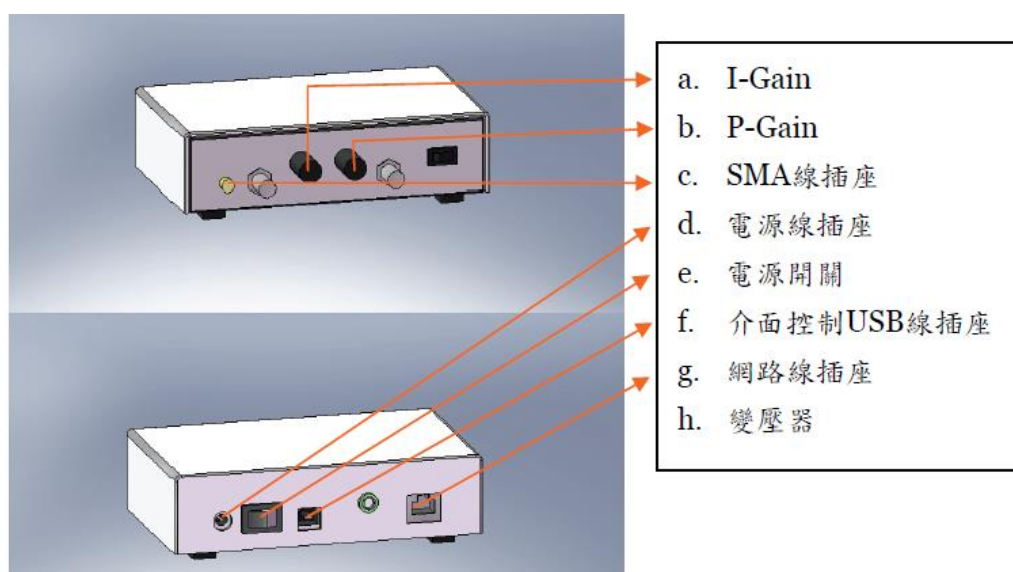 a. I-Gain
b. P-Gain
c. SMA線插座
d. 電源線插座
e. 電源開關
f. 介面控制USB線插座
g. 網路線插座
h. 變壓器